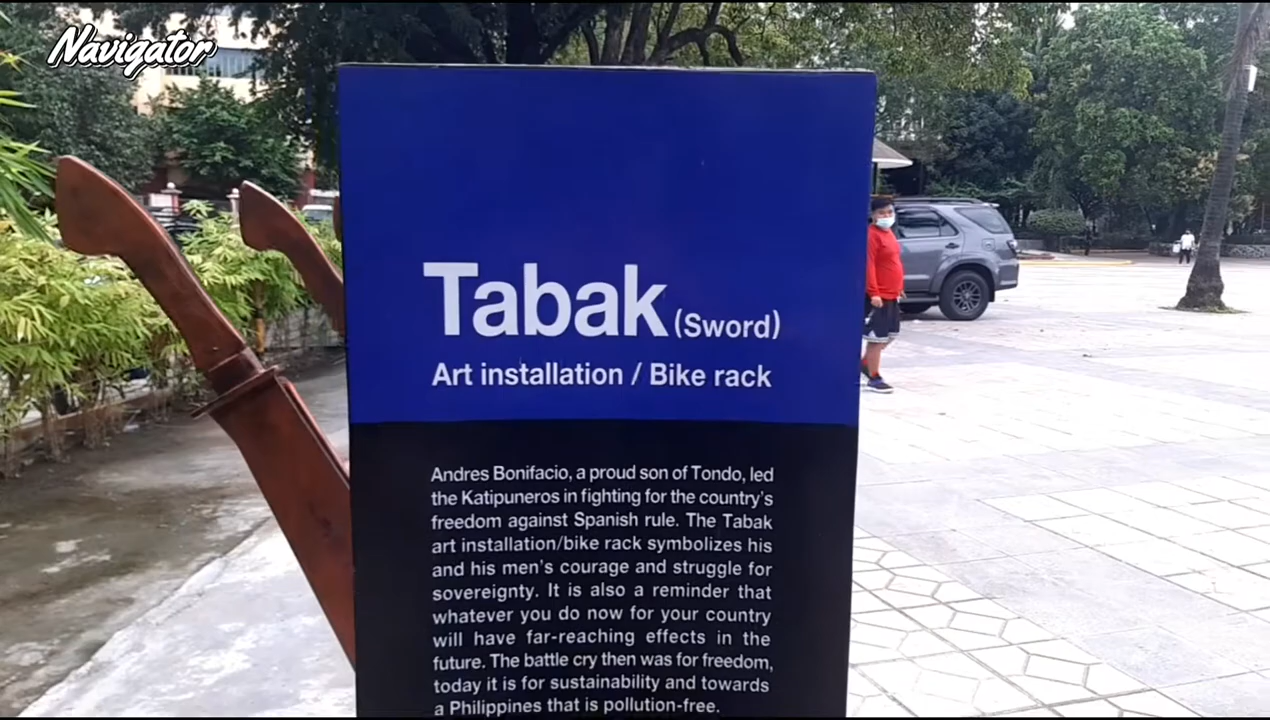 Navigator
Tabak (Sword)
Art installation / Bike rack
Andres Bonifacio, a proud son of Tondo, led
the Katipuneros in fighting for the country's
freedom against Spanish rule. The Tabak
art installation/bike rack symbolizes his
and his men's courage and struggle for
sovereignty. It is also a reminder that
whatever you do now for your country
will have far-reaching effects in the
future. The battle cry then was for freedom,
today it is for sustainability and towards
a Philippines that is pollution-free.